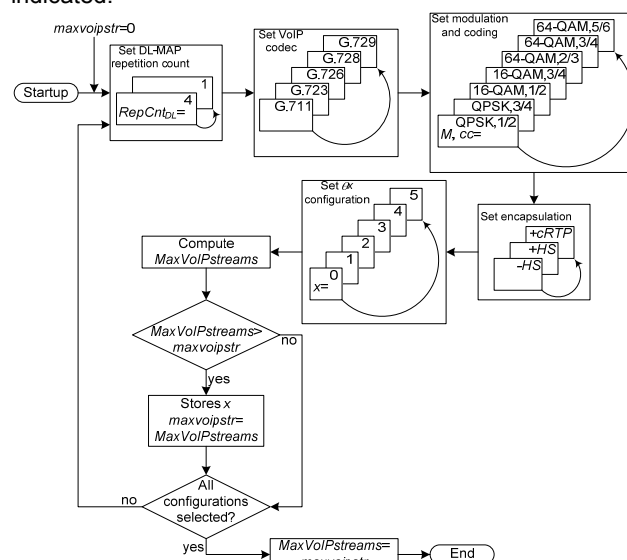 indicated.
maxvoipstr=0
Startup
Set DL-MAP
repetition count
1
4
RepCntDL=
Set VoIP
codec
G.729
G.728
G.726
G.723
G.711
Set modulation
and coding
64-QAM,5/6
64-QAM,3/4
64-QAM,2/3
16-QAM,3/4
16-QAM,1/2
QPSK,3/4
QPSK,1/2
M, cc=
Set encapsulation
+cRTP
+HS
-HS
Set θx
configuration
5
4
3
2
1
0
x=
Compute
MaxVoIPstreams
MaxVoIPstreams>
maxvoipstr
no
yes
Stores x
maxvoipstr=
MaxVoIPstreams
All
configurations
selected?
no
yes
MaxVoIPstreams=
End